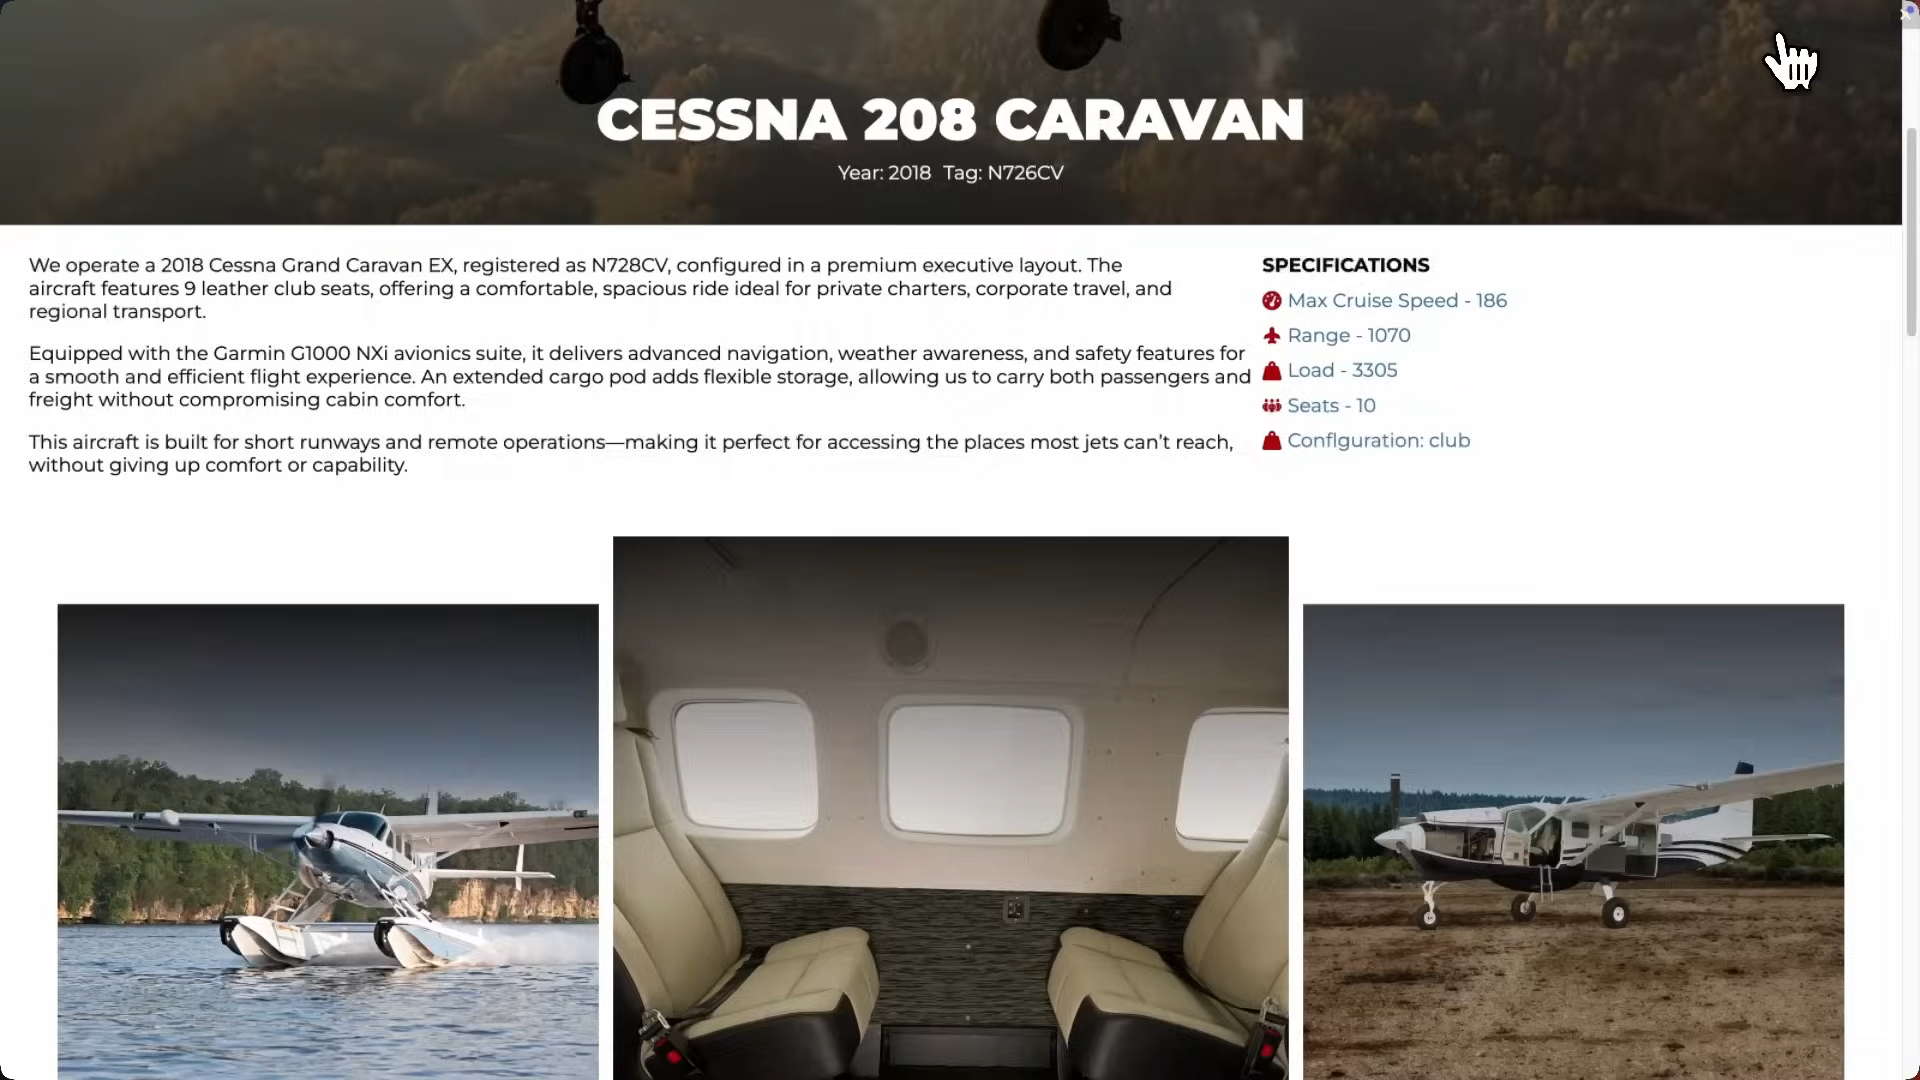 CESSNA 208 CARAVAN
Year: 2018 Tag: N726CV
We operate a 2018 Cessna Grand Caravan EX, registered as N728CV, configured in a premium executive layout. The
aircraft features 9 leather club seats, offering a comfortable, spacious ride ideal for private charters, corporate travel, and
regional transport.
Equipped with the Garmin G1000 NXi avionics suite, it delivers advanced navigation, weather awareness, and safety features for
a smooth and efficient flight experience. An extended cargo pod adds flexible storage, allowing us to carry both passengers and
freight without compromising cabin comfort.
This aircraft is built for short runways and remote operations—making it perfect for accessing the places most jets can’t reach,
without giving up comfort or capability.
SPECIFICATIONS
Max Cruise Speed - 186
Range - 1070
Load - 3305
Seats - 10
Conflguration: club